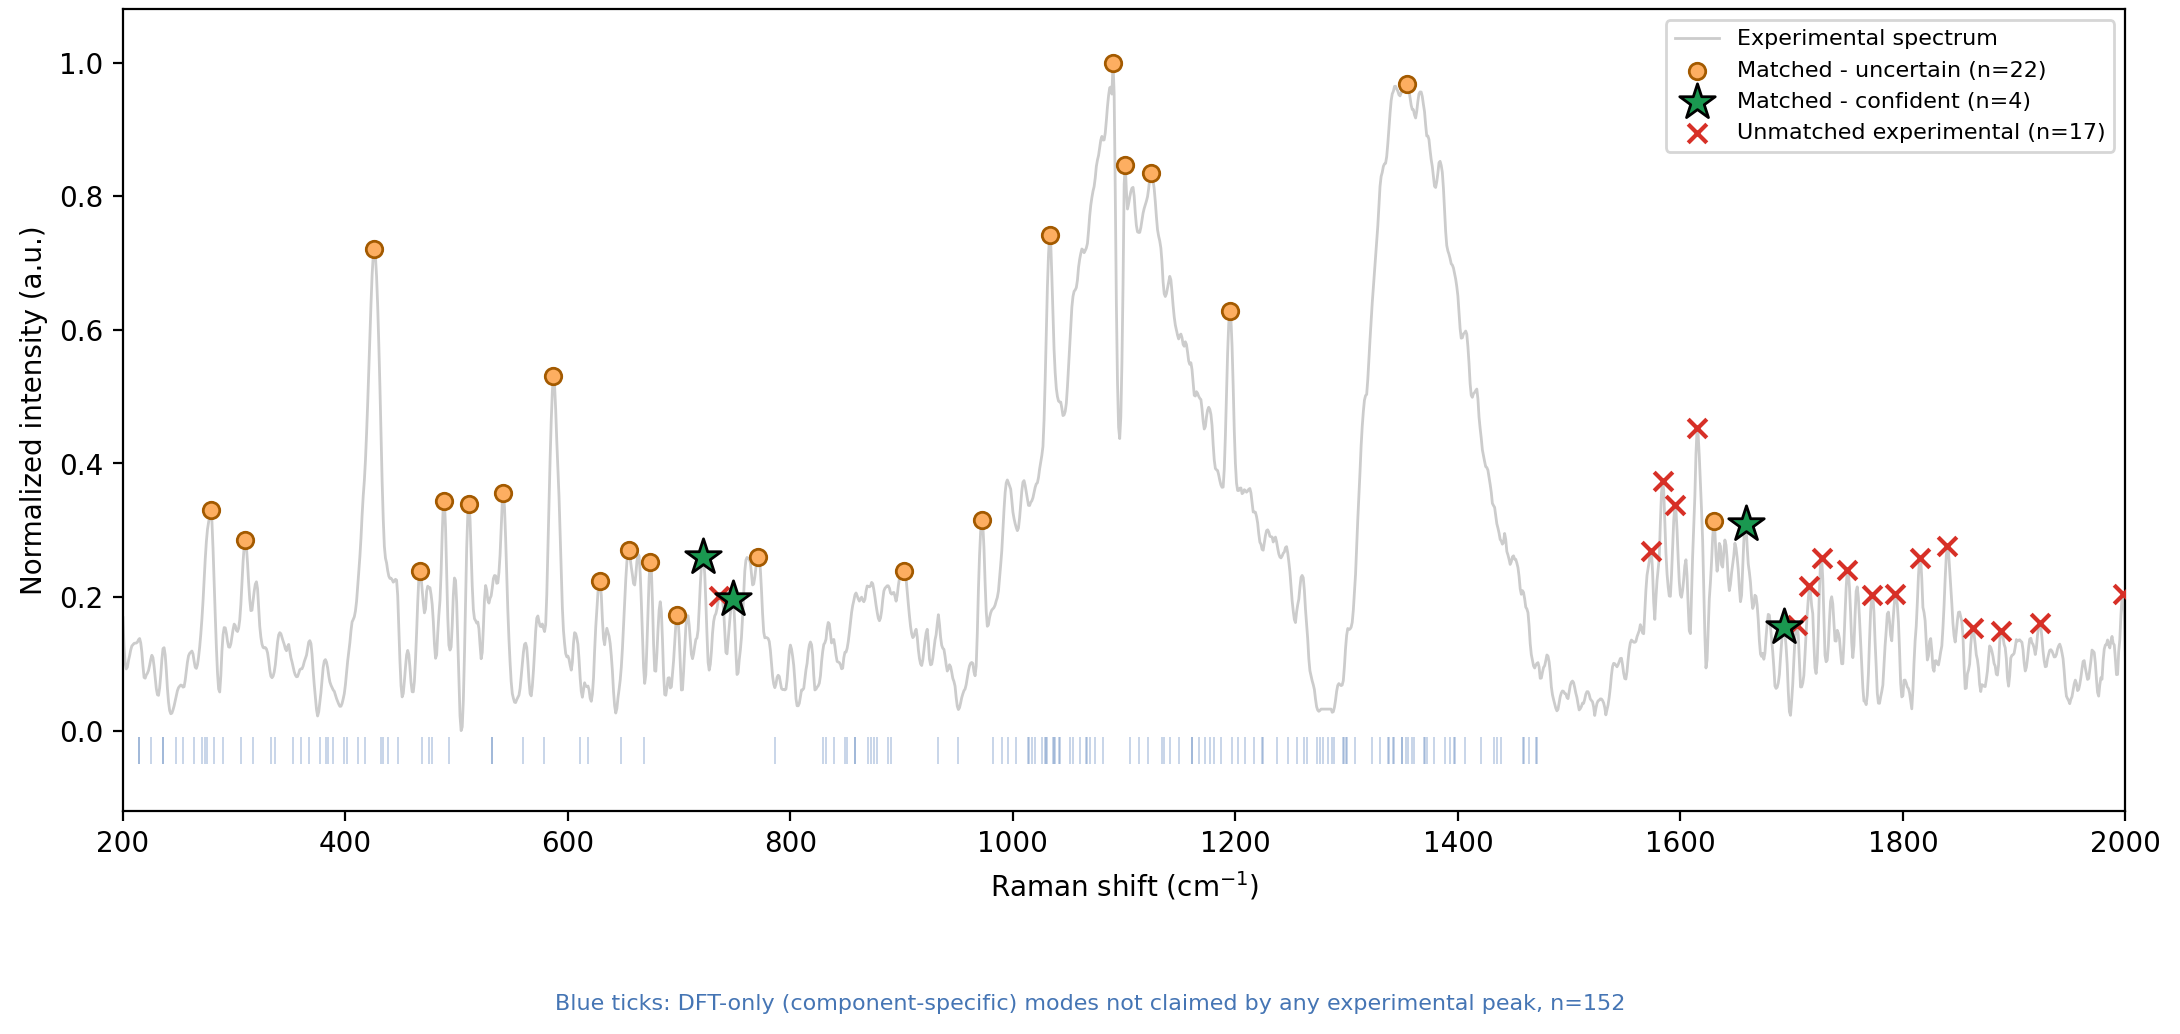 Experimental spectrum
Matched - uncertain (n=22)
Matched - confident (n=4)
Unmatched experimental (n=17)
Normalized intensity (a.u.)
1.0
0.8
0.6
0.4
0.2
0.0
200 400 600 800 1000 1200 1400 1600 1800 2000
Raman shift (cm⁻¹)
Blue ticks: DFT-only (component-specific) modes not claimed by any experimental peak, n=152